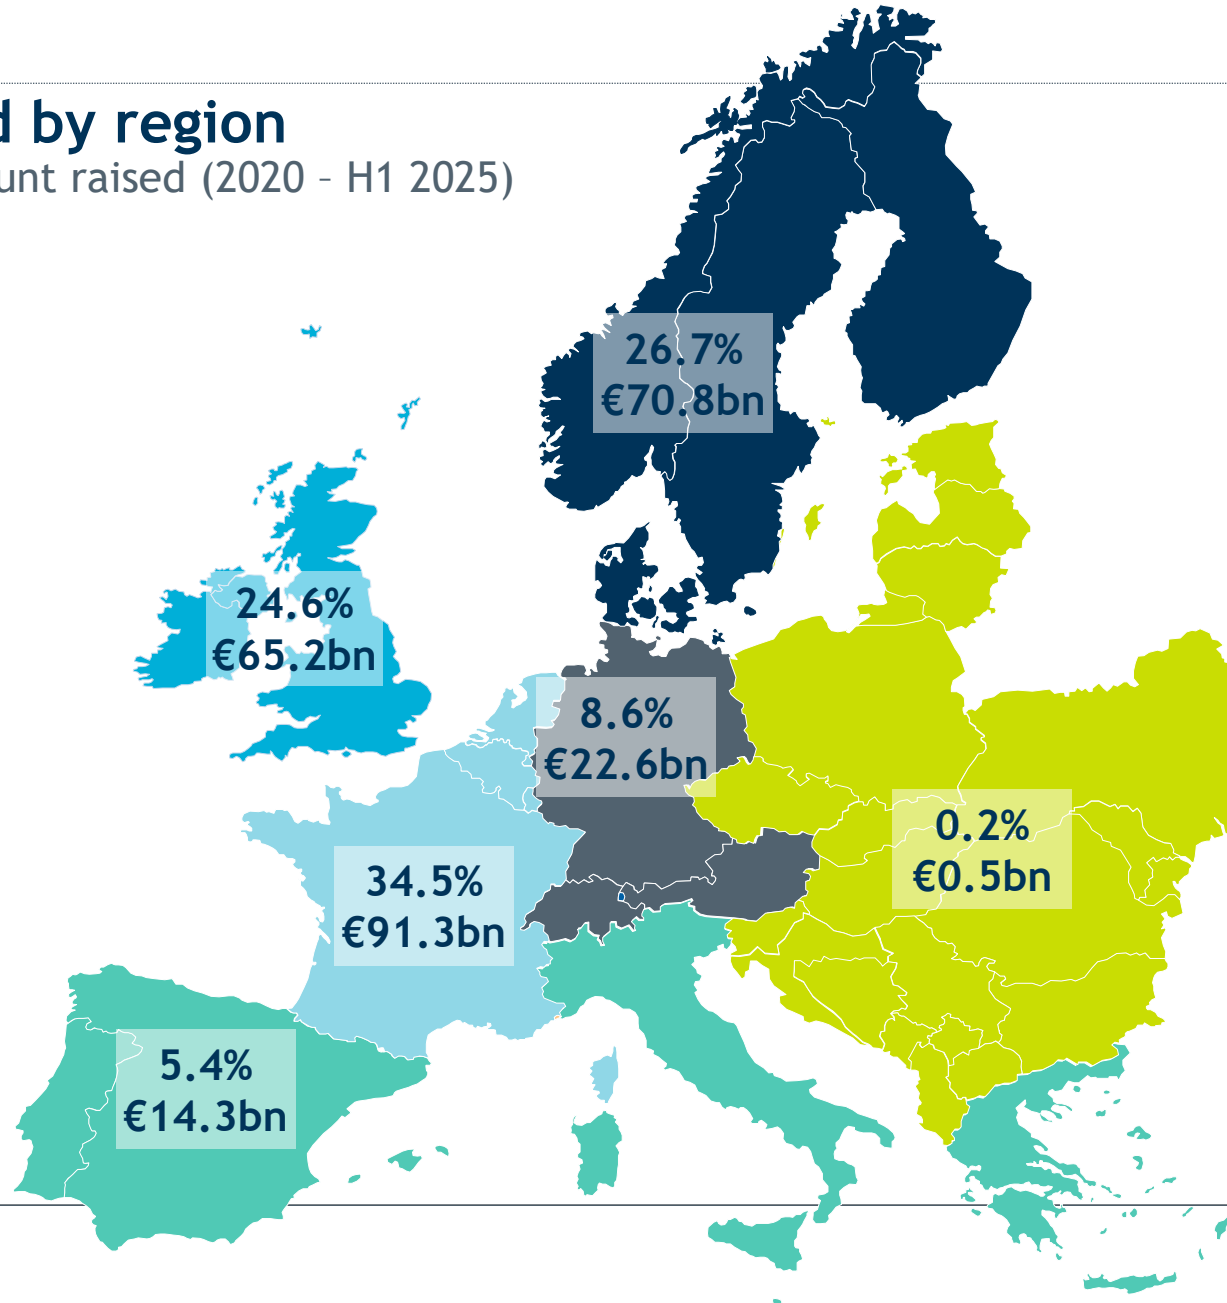 by region
raised (2020 - H1 2025)
26.7%
€70.8bn
24.6%
€65.2bn
8.6%
€22.6bn
0.2%
€0.5bn
34.5%
€91.3bn
5.4%
€14.3bn